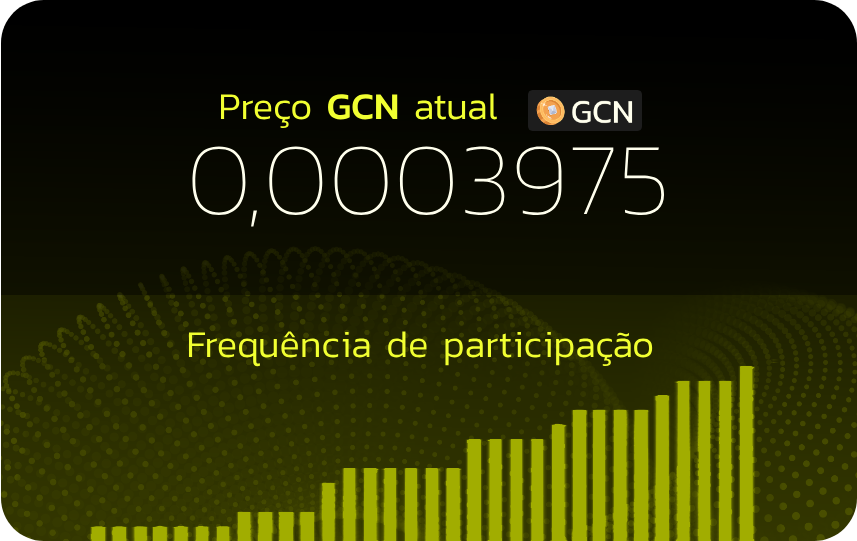 Preço GCN atual GCN
0,0003975
Frequência de participação